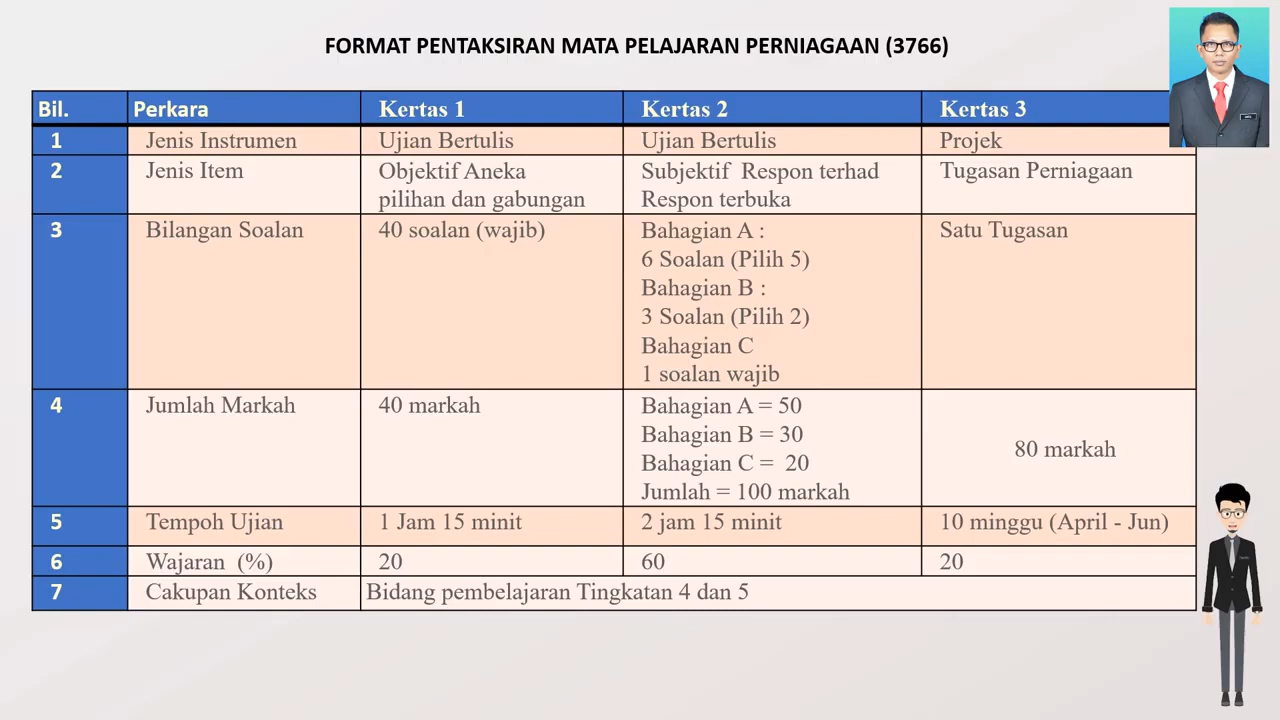 FORMAT PENTAKSIRAN MATA PELAJARAN PERNIAGAAN (3766)
Bil. Perkara Kertas 1 Kertas 2 Kertas 3
1 Jenis Instrumen Ujian Bertulis Ujian Bertulis Projek
2 Jenis Item Objektif Aneka Subjektif Respon terhad Tugasan Perniagaan
pilihan dan gabungan Respon terbuka
3 Bilangan Soalan 40 soalan (wajib) Bahagian A : Satu Tugasan
6 Soalan (Pilih 5)
Bahagian B :
3 Soalan (Pilih 2)
Bahagian C
1 soalan wajib
4 Jumlah Markah 40 markah Bahagian A = 50
Bahagian B = 30
80 markah
Bahagian C = 20
Jumlah = 100 markah
5 Tempoh Ujian 1 Jam 15 minit 2 jam 15 minit 10 minggu (April - Jun)
6 Wajaran (%) 20 60 20
7 Cakupan Konteks Bidang pembelajaran Tingkatan 4 dan 5